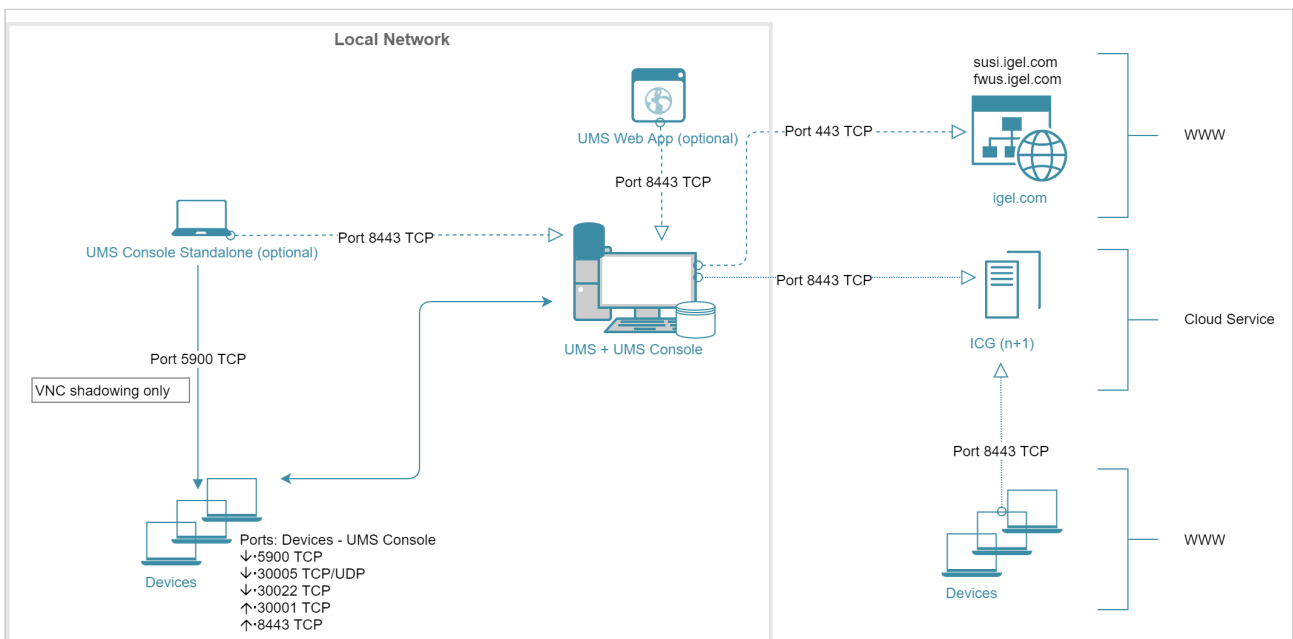 Local Network
susi.igel.com
fwus.igel.com
UMS Web App (optional)
Port 443 TCP
WWW
Port 8443 TCP
igel.com
UMS Console Standalone (optional)
Port 8443 TCP
Port 8443 TCP
Cloud Service
UMS + UMS Console
ICG (n+1)
Port 5900 TCP
VNC shadowing only
Port 8443 TCP
Ports: Devices - UMS Console
↓·5900 TCP
↓·30005 TCP/UDP
↓·30022 TCP
↑·30001 TCP
↑·8443 TCP
Devices
WWW
Devices